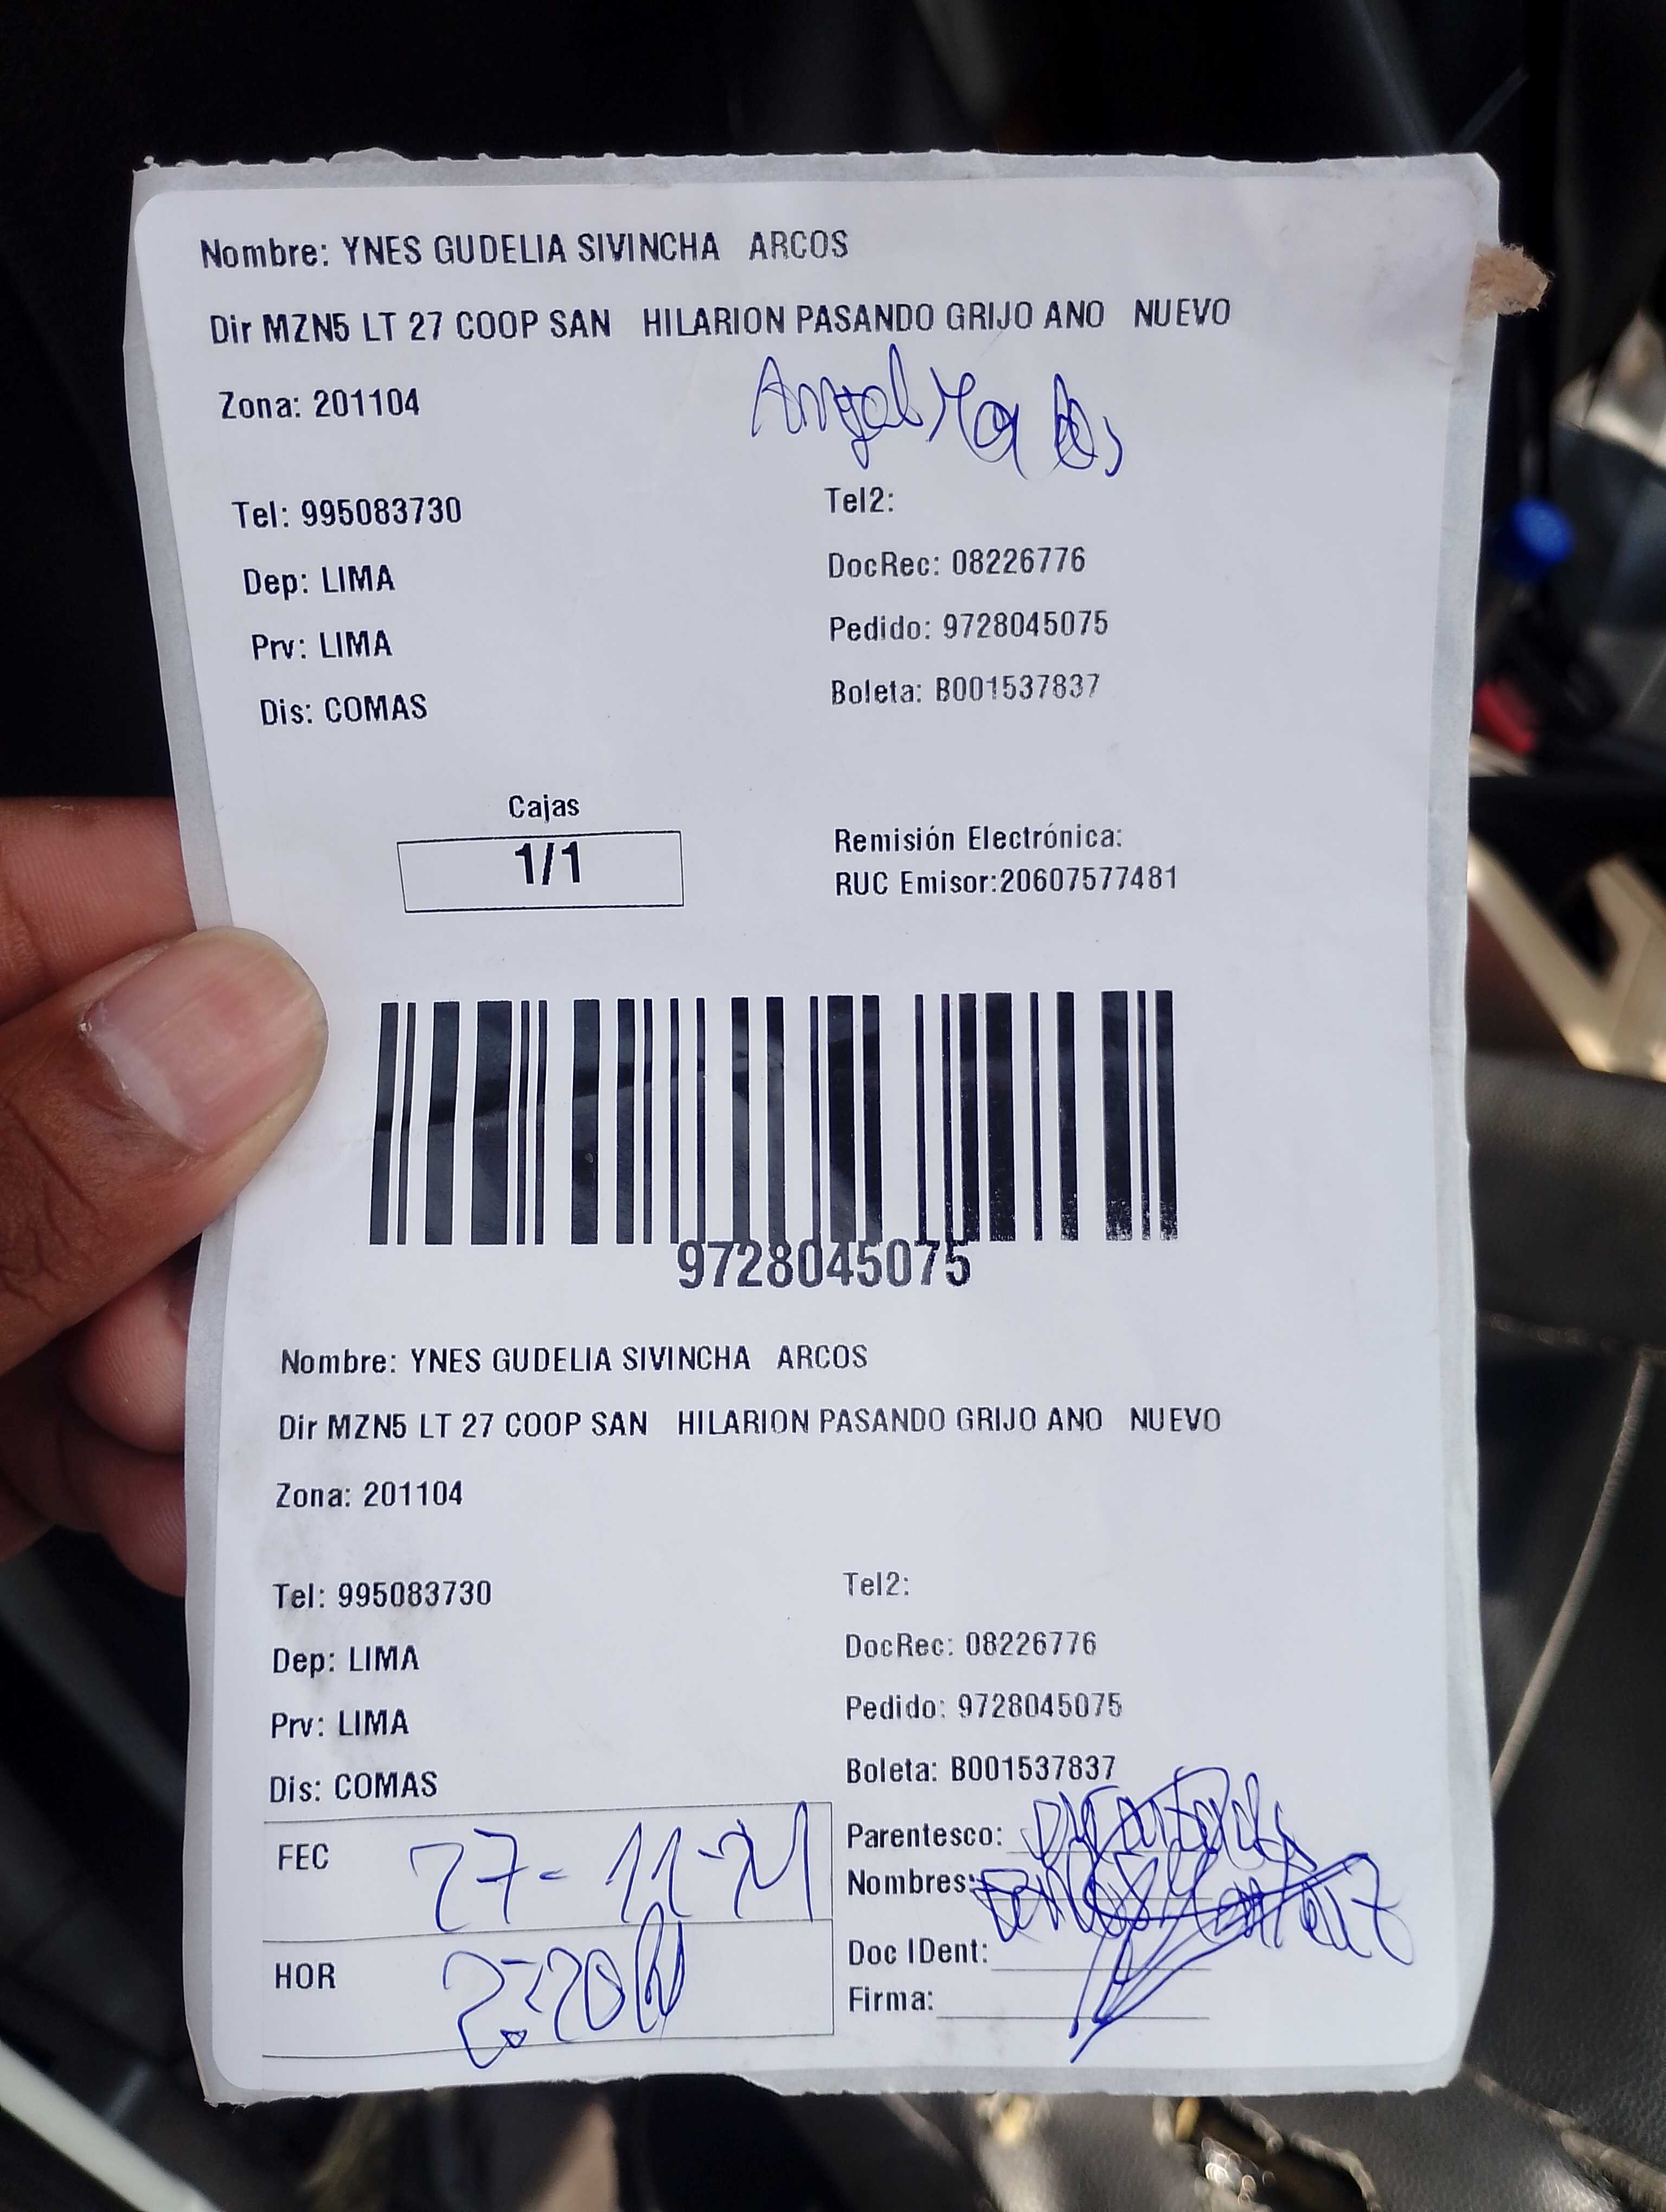 Nombre: YNES GUDELIA SIVINCHA ARCOS
Dir MZN5 LT 27 COOP SAN HILARION PASANDO GRIJO ANO NUEVO
Zona: 201104
Tel: 995083730
Tel2:
Dep: LIMA
DocRec: 08226776
Prv: LIMA
Pedido: 9728045075
Dis: COMAS
Boleta: B001537837
Cajas
1/1
Remisión Electrónica:
RUC Emisor:20607577481
9728045075
Nombre: YNES GUDELIA SIVINCHA ARCOS
Dir MZN5 LT 27 COOP SAN HILARION PASANDO GRIJO ANO NUEVO
Zona: 201104
Tel: 995083730
Tel2:
Dep: LIMA
DocRec: 08226776
Prv: LIMA
Pedido: 9728045075
Dis: COMAS
Boleta: B001537837
FEC 27-11-21
Parentesco:
Nombres:
HOR
Doc IDent:
Firma: